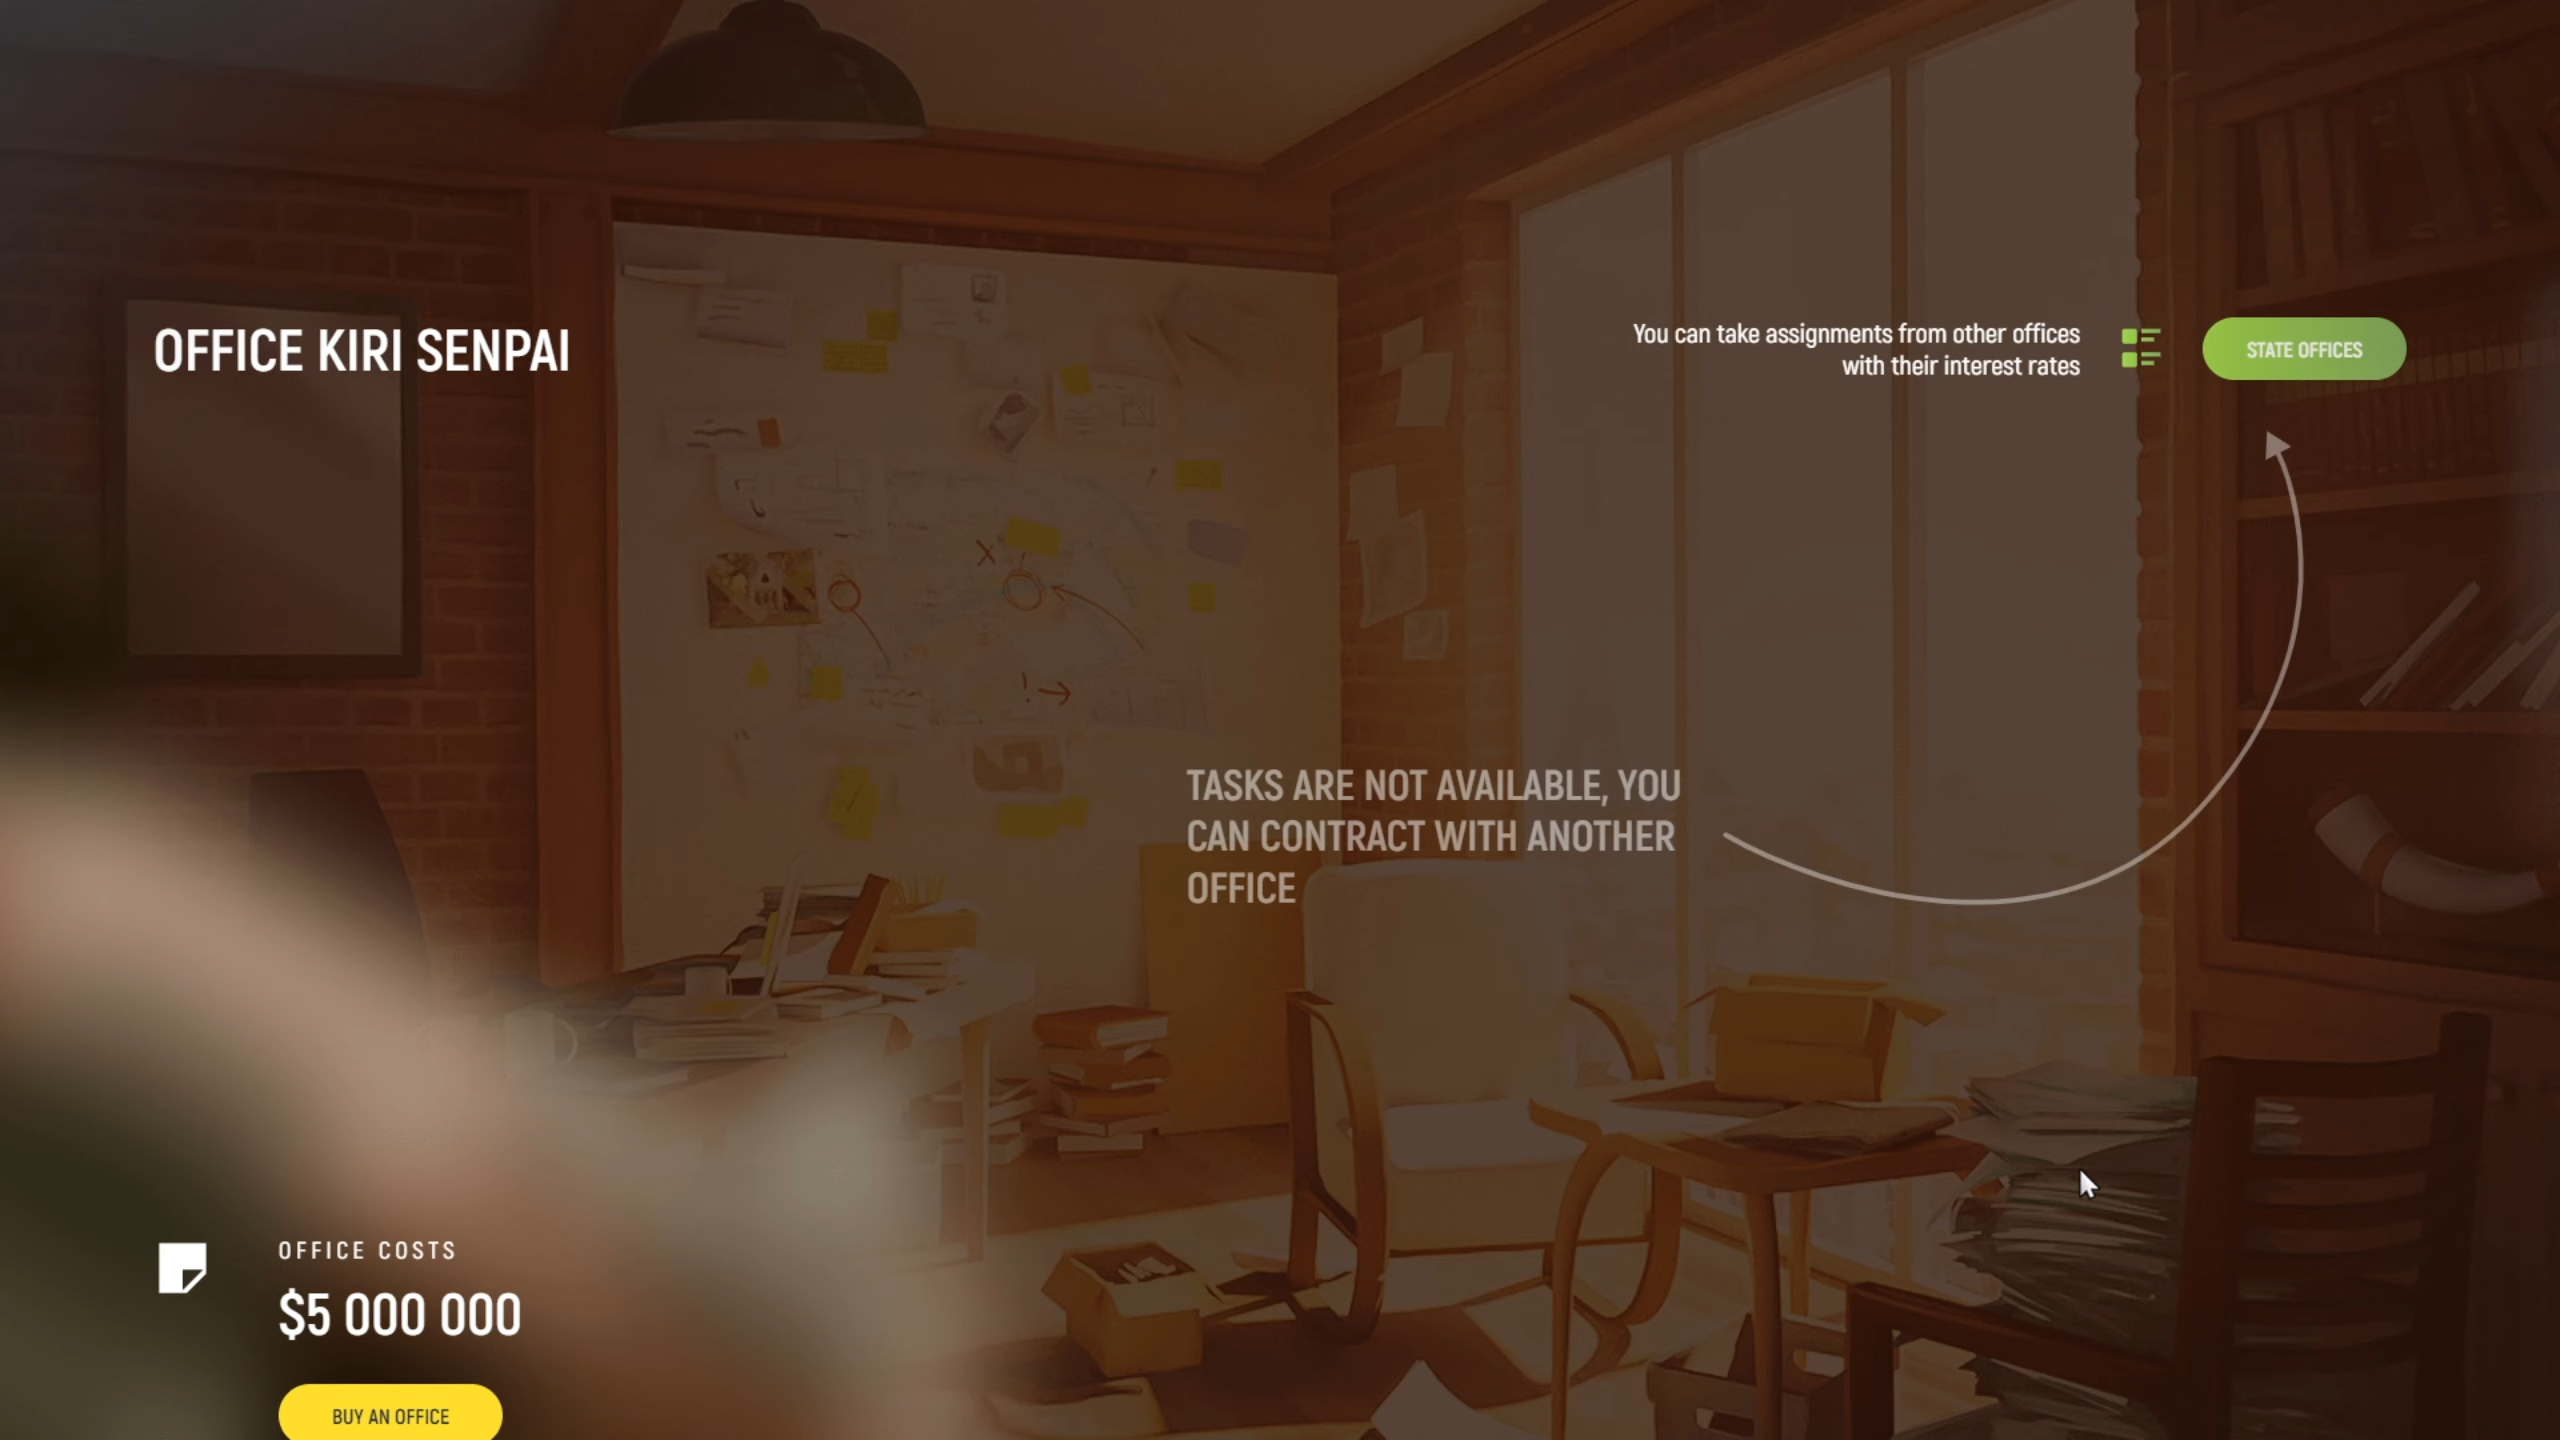 OFFICE KIRI SENPAI
You can take assignments from other offices
with their interest rates
STATE OFFICES
TASKS ARE NOT AVAILABLE, YOU
CAN CONTRACT WITH ANOTHER
OFFICE
OFFICE COSTS
$5 000 000
BUY AN OFFICE